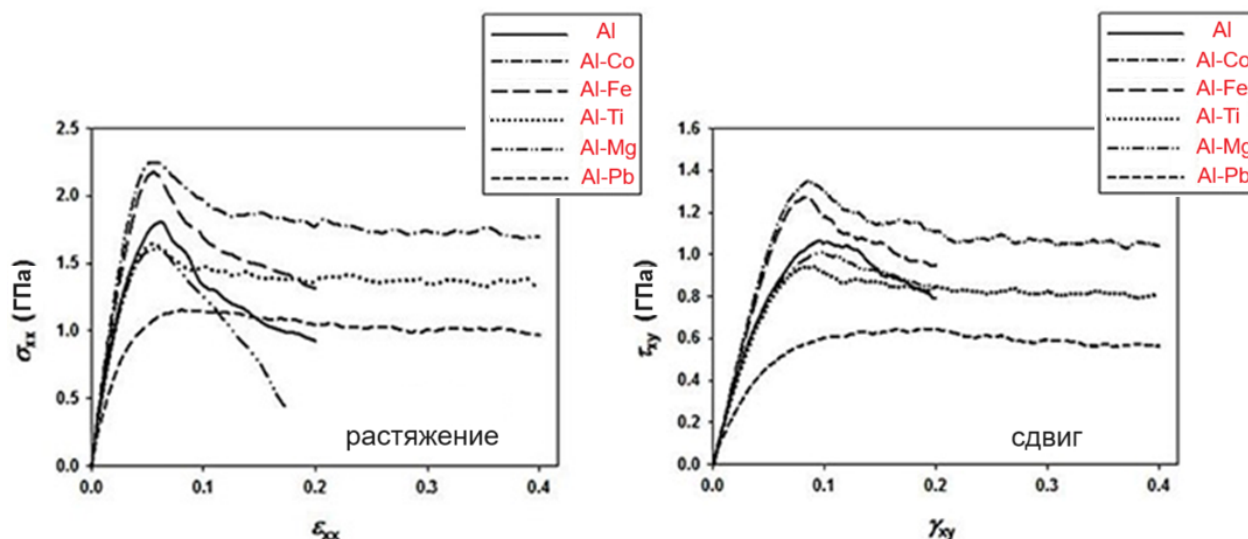 Al
Al-Co
Al-Fe
Al-Ti
Al-Mg
Al-Pb
2.5
2.0
1.5
1.0
0.5
0.0
σxx (ГПа)
растяжение
0.0 0.1 0.2 0.3 0.4
εxx
Al
Al-Co
Al-Fe
Al-Ti
Al-Mg
Al-Pb
1.6
1.4
1.2
1.0
0.8
0.6
0.4
0.2
0.0
τxy (ГПа)
сдвиг
0.0 0.1 0.2 0.3 0.4
γxy